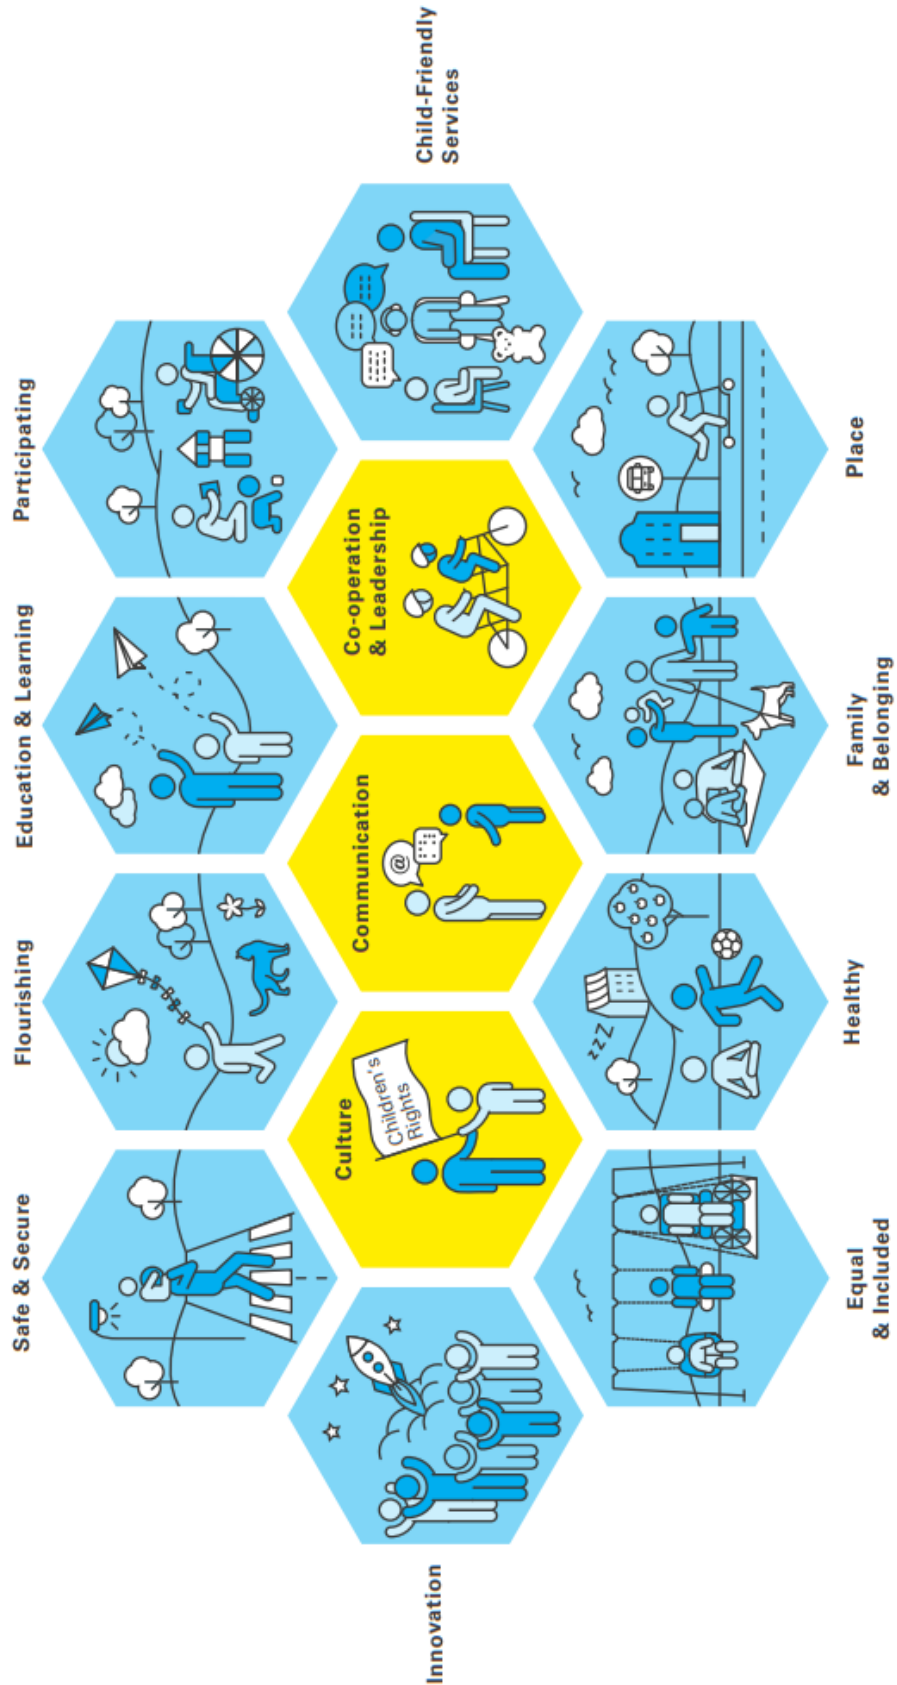 Safe & Secure
Flourishing
Education & Learning
Participating
Innovation
Culture
Children's
Rights
Communication
@
Co-operation
& Leadership
Child-Friendly
Services
Equal
& Included
Healthy
zzZ
Family
& Belonging
Place